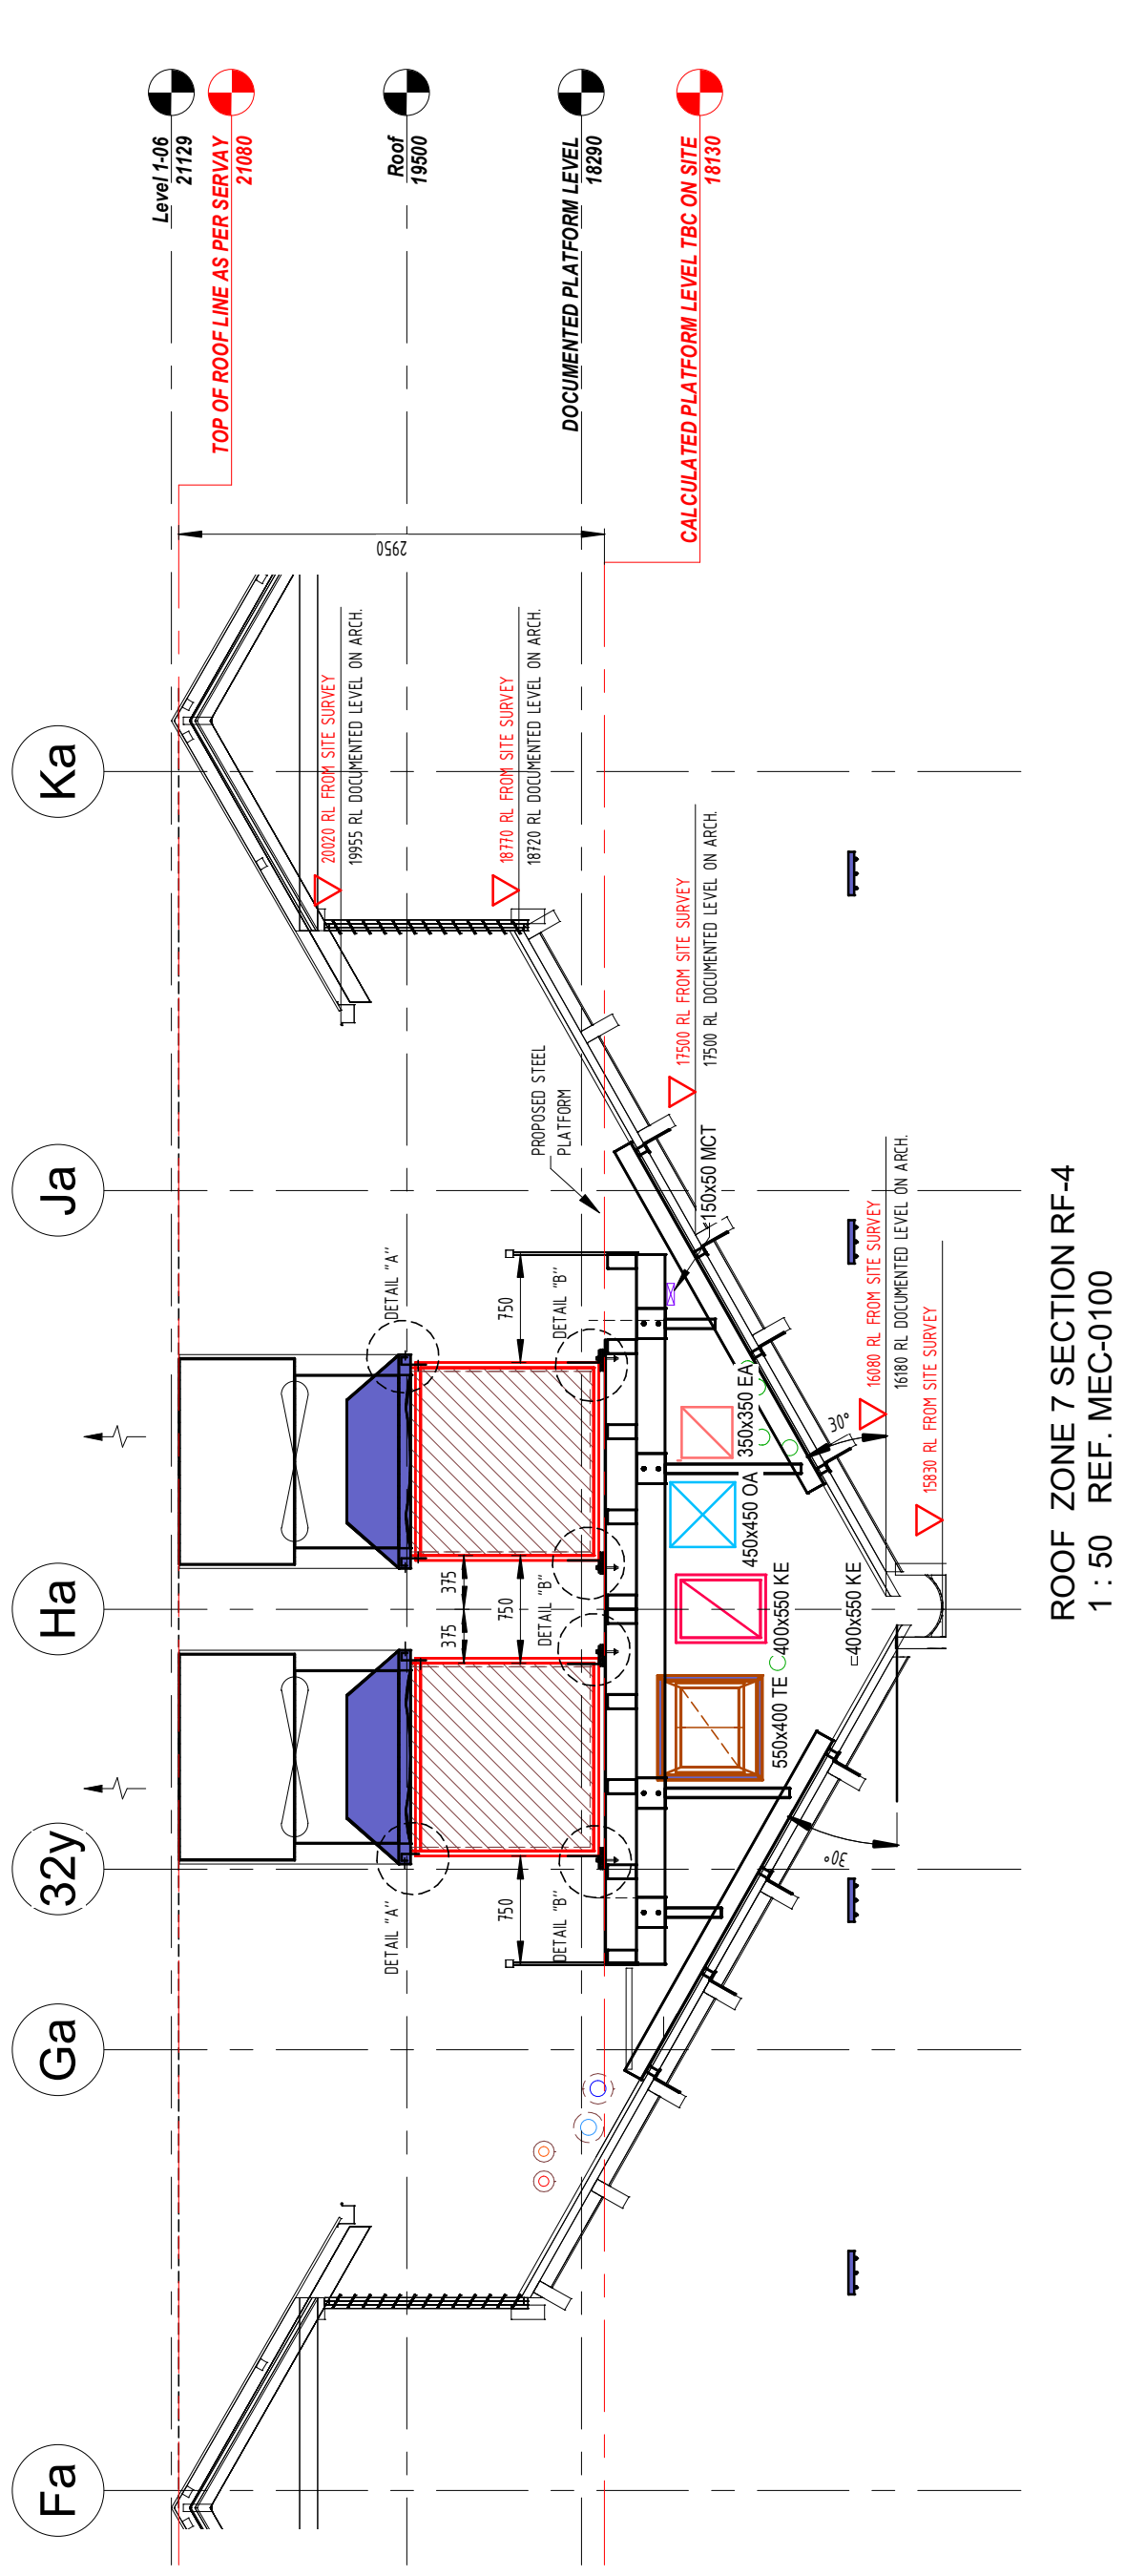 Fa
Ga
32y
Ha
Ja
Ka
Level 1-06
21129
TOP OF ROOF LINE AS PER SERVAY
21080
Roof
19500
DOCUMENTED PLATFORM LEVEL
18290
CALCULATED PLATFORM LEVEL TBC ON SITE
18130
2950
20020 RL FROM SITE SURVEY
19955 RL DOCUMENTED LEVEL ON ARCH.
18770 RL FROM SITE SURVEY
18720 RL DOCUMENTED LEVEL ON ARCH.
17500 RL FROM SITE SURVEY
17500 RL DOCUMENTED LEVEL ON ARCH.
16080 RL FROM SITE SURVEY
16180 RL DOCUMENTED LEVEL ON ARCH.
15830 RL FROM SITE SURVEY
PROPOSED STEEL
PLATFORM
DETAIL "A"
DETAIL "A"
750
375
375
750
750
DETAIL "B"
DETAIL "B"
DETAIL "B"
150x50 MCT
550x400 TE
400x550 KE
450x450 OA
350x350 EA
400x550 KE
30°
30°
ROOF ZONE 7 SECTION RF-4
1 : 50 REF. MEC-0100